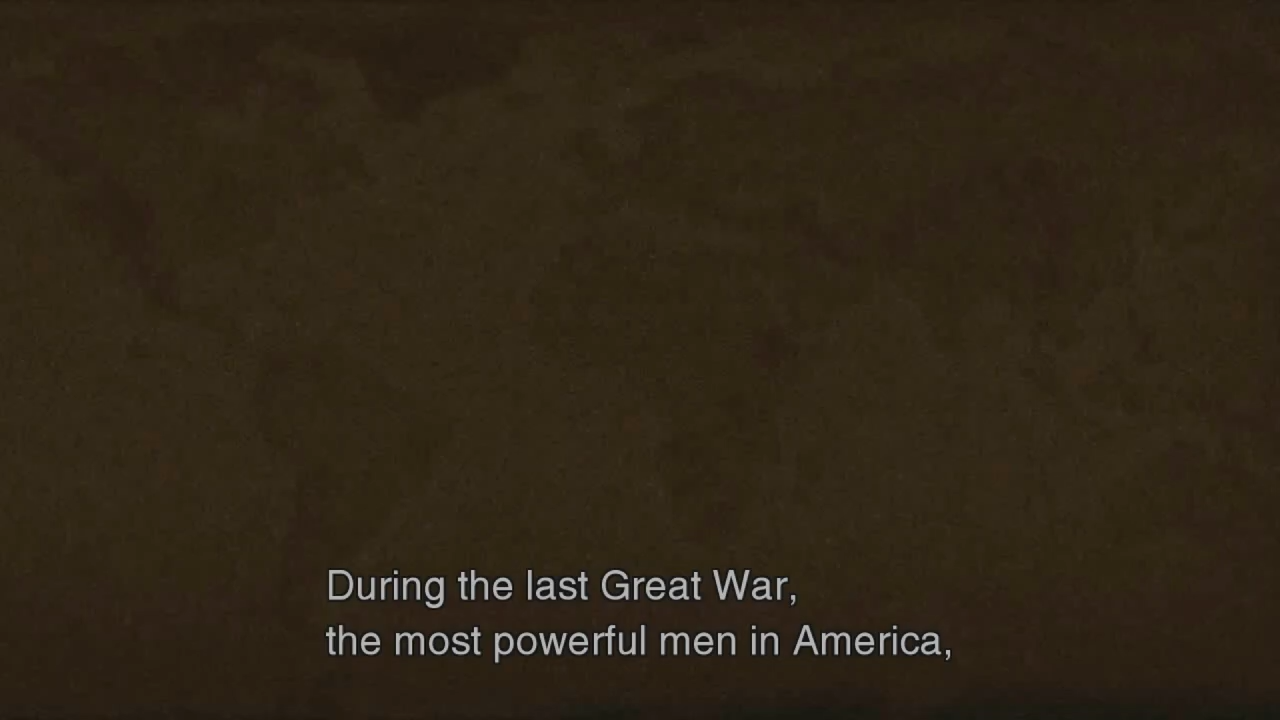 During the last Great War,
the most powerful men in America,